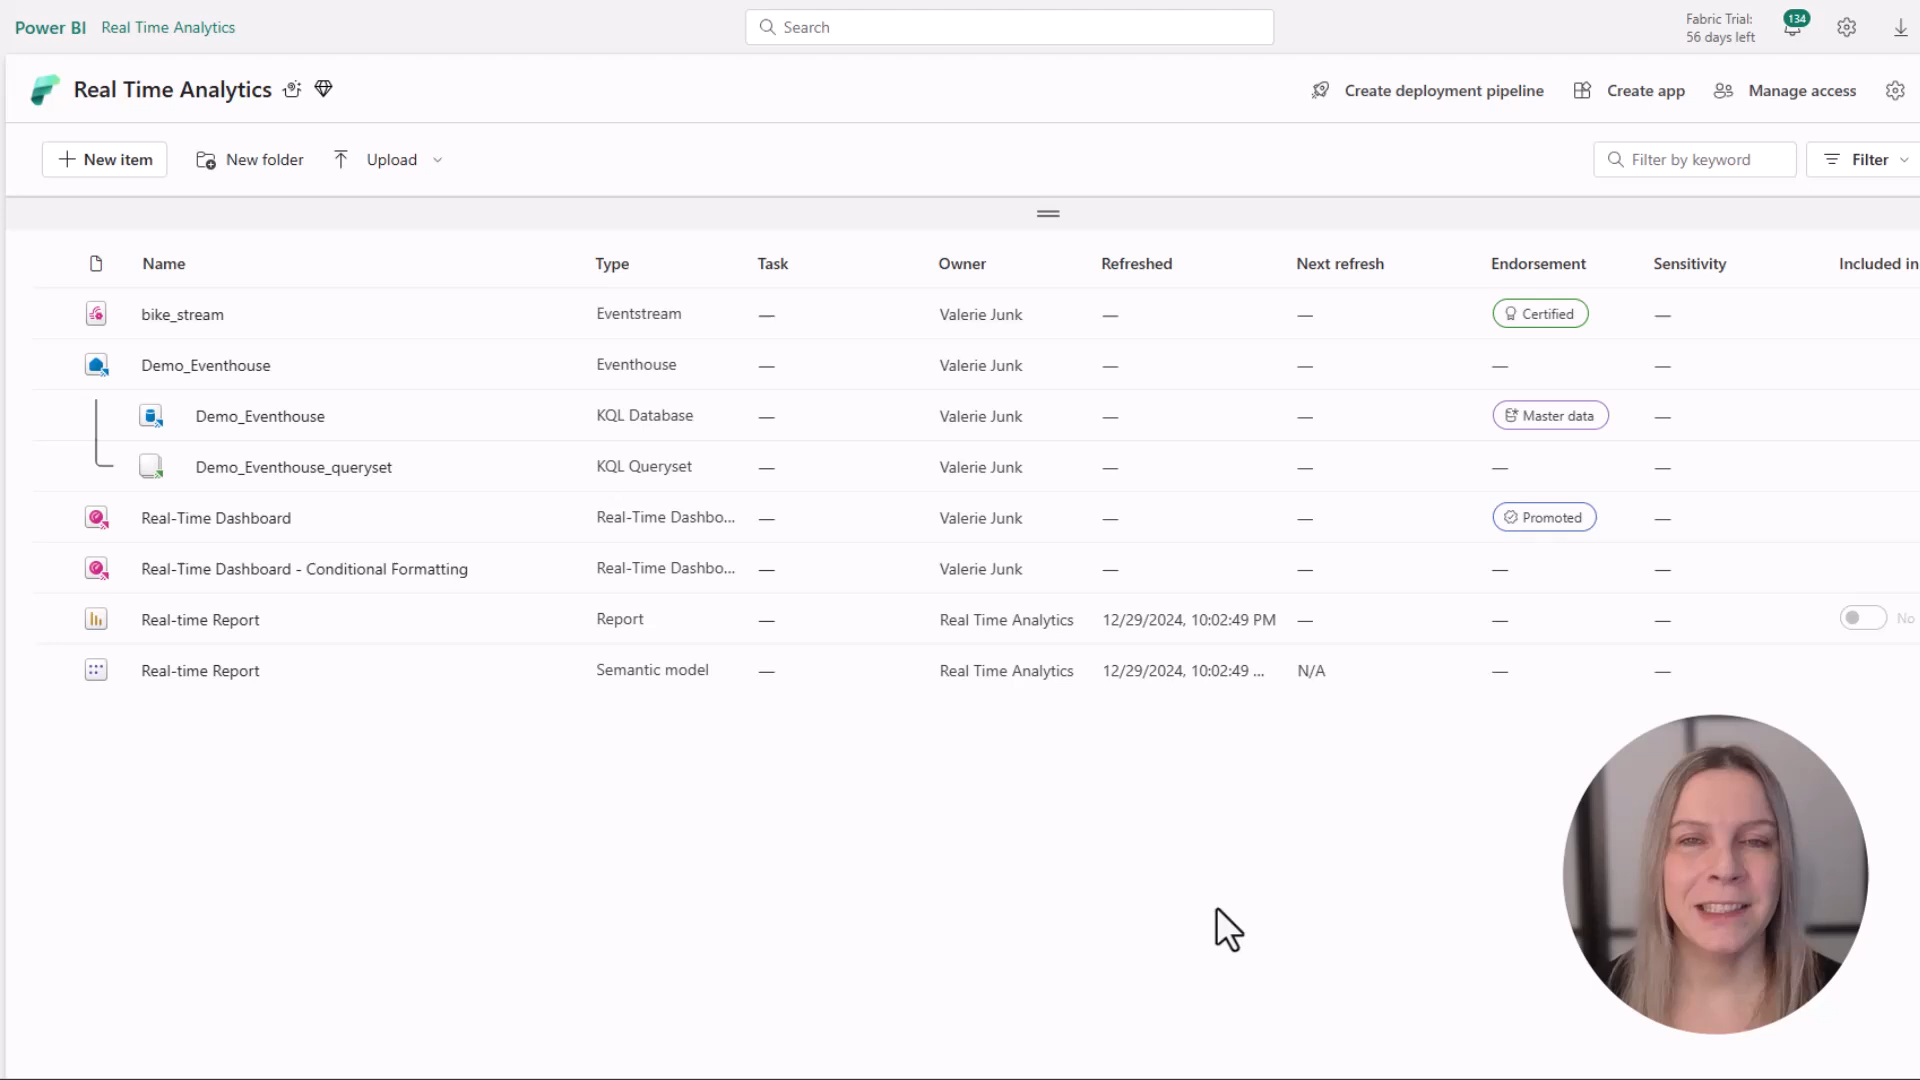 Power BI Real Time Analytics
Search
Fabric Trial:
56 days left
134
Real Time Analytics
Create deployment pipeline
Create app
Manage access
New item
New folder
Upload
Filter by keyword
Filter
Name Type Task Owner Refreshed Next refresh Endorsement Sensitivity Included in
bike_stream Eventstream — Valerie Junk — — Certified —
Demo_Eventhouse Eventhouse — Valerie Junk — — — —
Demo_Eventhouse KQL Database — Valerie Junk — — Master data —
Demo_Eventhouse_queryset KQL Queryset — Valerie Junk — — — —
Real-Time Dashboard Real-Time Dashbo... — Valerie Junk — — Promoted —
Real-Time Dashboard - Conditional Formatting Real-Time Dashbo... — Valerie Junk — — — —
Real-time Report Report — Real Time Analytics 12/29/2024, 10:02:49 PM — — — No
Real-time Report Semantic model — Real Time Analytics 12/29/2024, 10:02:49 ... N/A — —